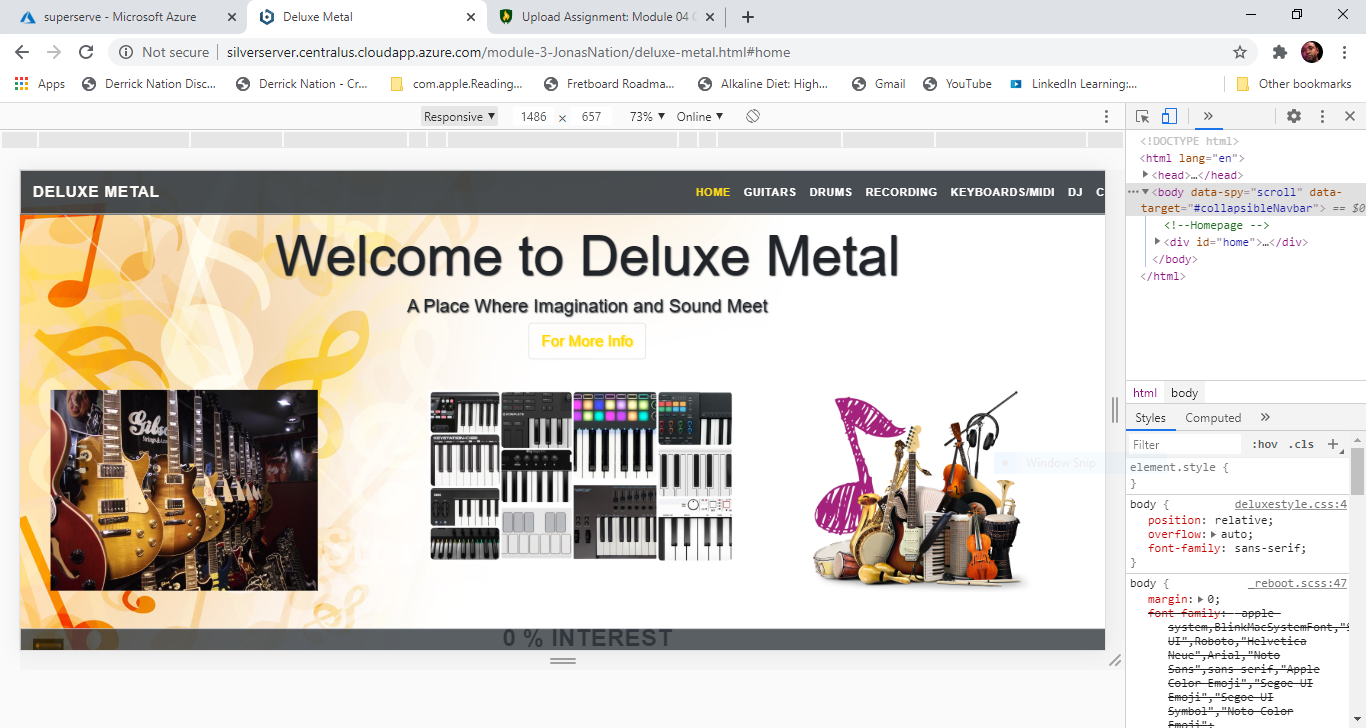 superserve - Microsoft Azure
Deluxe Metal
Upload Assignment: Module 04 C
Not secure silverserver.centralus.cloudapp.azure.com/module-3-JonasNation/deluxe-metal.html#home
Apps Derrick Nation Disc... Derrick Nation - Cr... com.apple.Reading... Fretboard Roadma... Alkaline Diet: High... Gmail YouTube LinkedIn Learning:... Other bookmarks
Responsive ▼ 1486 x 657 73% ▼ Online ▼
DELUXE METAL
HOME GUITARS DRUMS RECORDING KEYBOARDS/MIDI DJ C
Welcome to Deluxe Metal
A Place Where Imagination and Sound Meet
For More Info
Gibson
Window Snip
0 % INTEREST
<!DOCTYPE html>
<html lang="en">
<head>…</head>
<body data-spy="scroll" data-
target="#collapsibleNavbar"> == $0
<!--Homepage -->
<div id="home">…</div>
</body>
</html>
html body
Styles Computed
Filter :hov .cls +
element.style {
}
body { deluxestyle.css:4
position: relative;
overflow: auto;
font-family: sans-serif;
}
body { _reboot.scss:47
margin: 0;
font-family: -apple-
system,BlinkMacSystemFont,"S
UI",Roboto,"Helvetica
Neue",Arial,"Noto
Sans",sans-serif,"Apple
Color Emoji","Segoe UI
Emoji","Segoe UI
Symbol","Noto Color
Emoji";